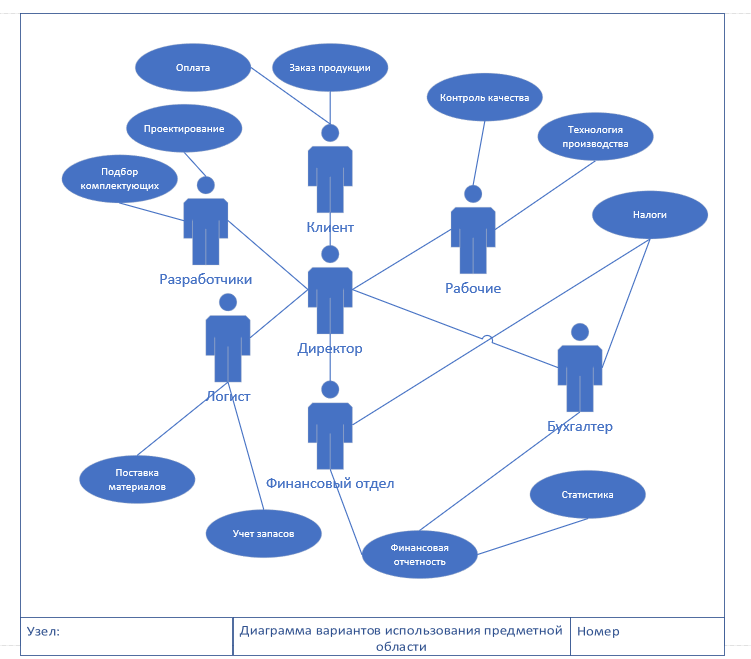 Оплата
Заказ продукции
Контроль качества
Проектирование
Технология
производства
Подбор
комплектующих
Налоги
Клиент
Разработчики
Рабочие
Директор
Логист
Бухгалтер
Финансовый отдел
Поставка
материалов
Статистика
Учет запасов
Финансовая
отчетность
Узел:
Диаграмма вариантов использования предметной
области
Номер